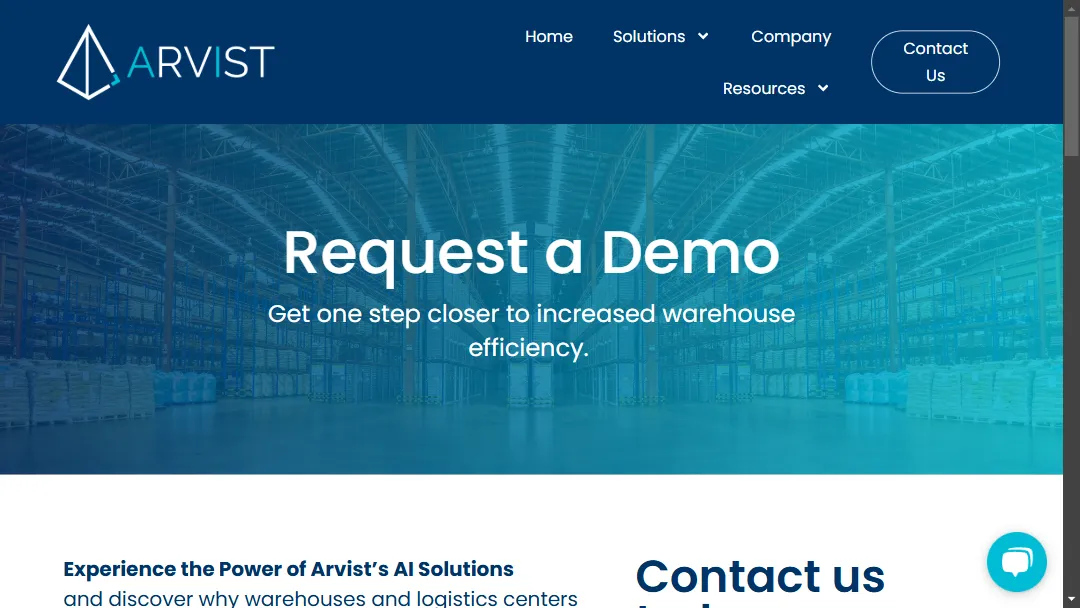 ARVIST
Home
Solutions
Company
Resources
Contact
Us
Request a Demo
Get one step closer to increased warehouse
efficiency.
Experience the Power of Arvist’s AI Solutions
and discover why warehouses and logistics centers
Contact us